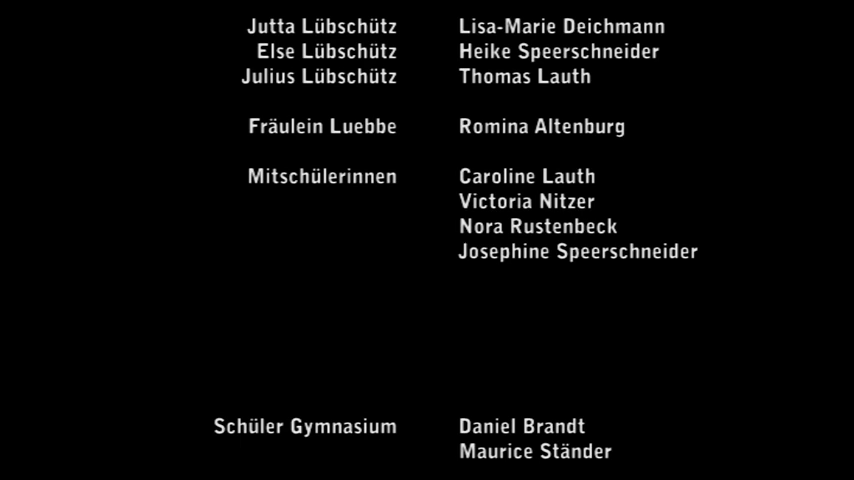 Jutta Lübschütz Lisa-Marie Deichmann
Else Lübschütz Heike Speerschneider
Julius Lübschütz Thomas Lauth
Fräulein Luebbe Romina Altenburg
Mitschülerinnen Caroline Lauth
Victoria Nitzer
Nora Rustenbeck
Josephine Speerschneider
Schüler Gymnasium Daniel Brandt
Maurice Ständer